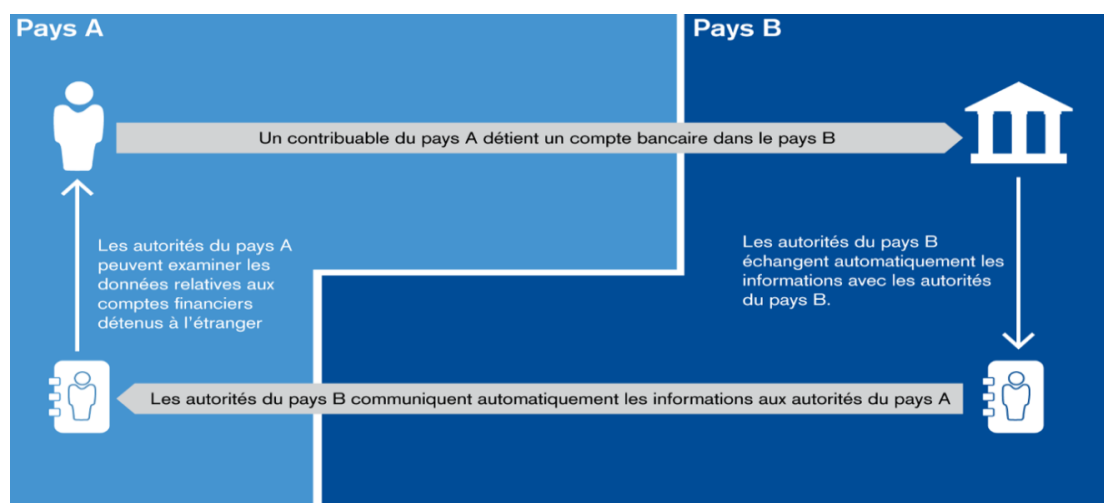 Pays A
Pays B
Un contribuable du pays A détient un compte bancaire dans le pays B
Les autorités du pays A
peuvent examiner les
données relatives aux
comptes financiers
détenus à l'étranger
Les autorités du pays B
échangent automatiquement les
informations avec les autorités
du pays B.
Les autorités du pays B communiquent automatiquement les informations aux autorités du pays A